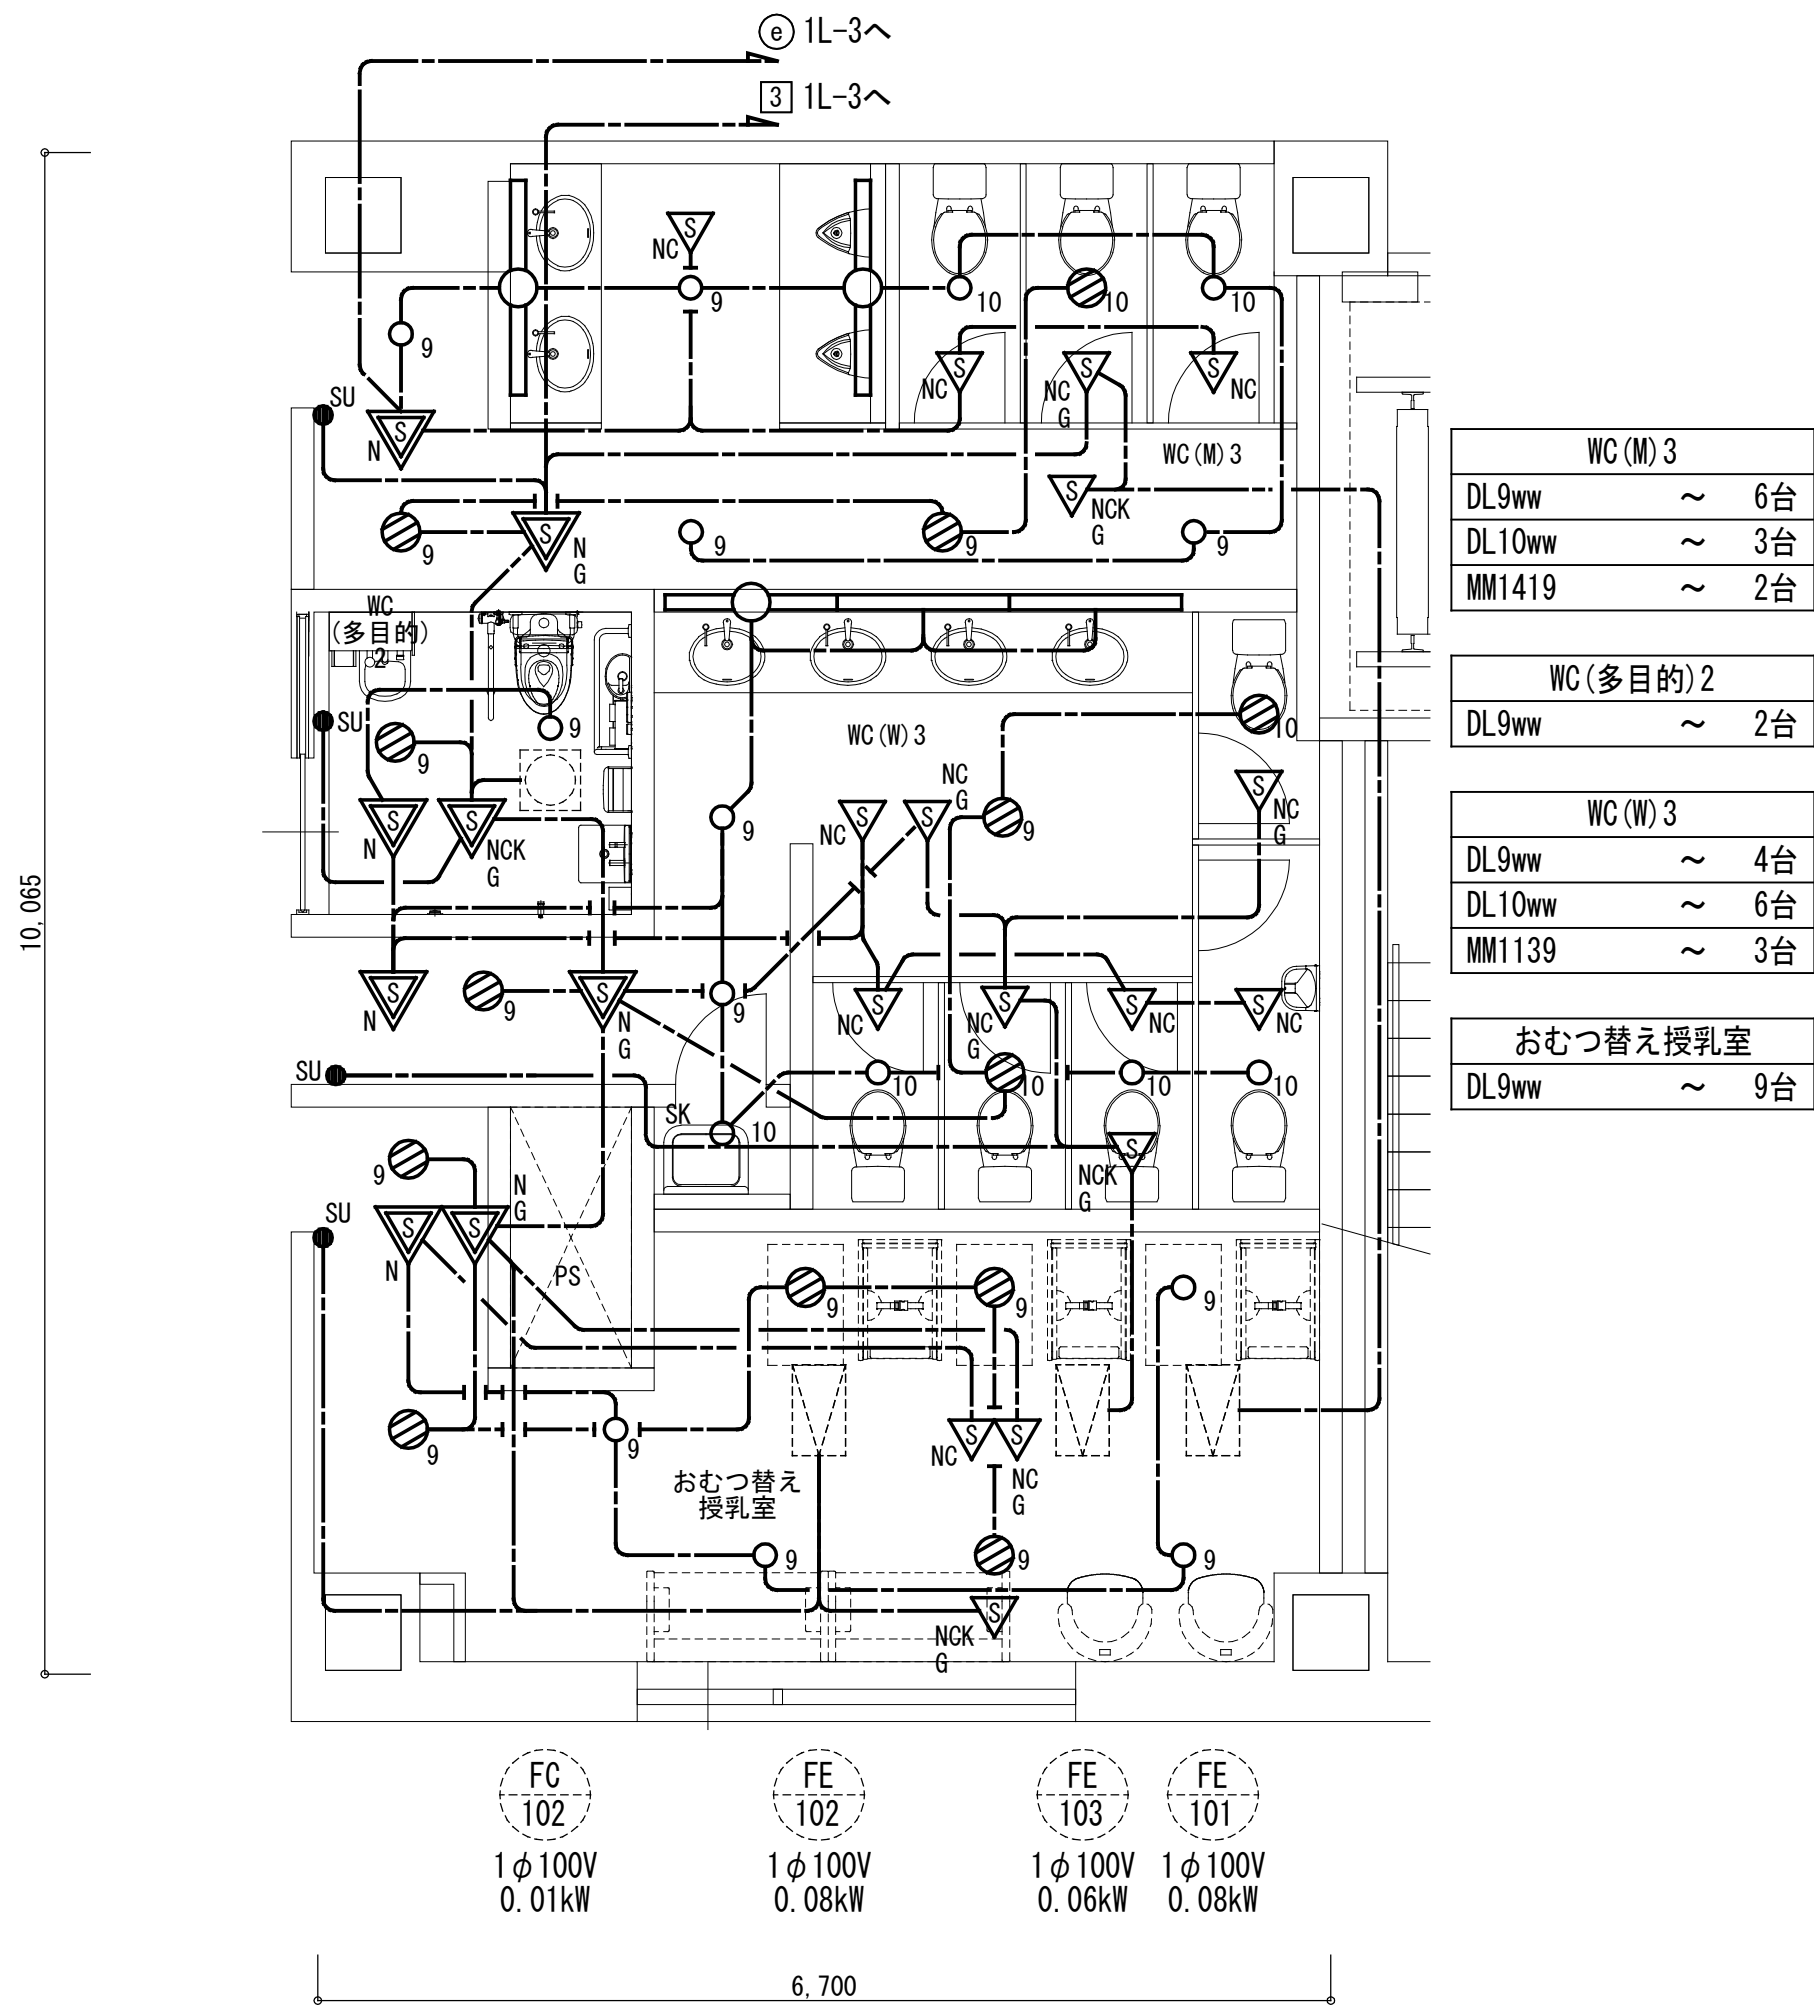 e 1L-3へ
3 1L-3へ
S
NC
9
10
10
10
9
SU
S
N
S
NC
S
NC
G
S
NC
WC(M)3
S
NCK
G
9
S
N
G
9
9
9
WC
(多目的)
2
SU
9
9
S
N
S
NCK
G
WC(W)3
10
9
NC
G
S
NC
S
9
S
NC
G
S
N
9
S
N
G
9
S
NC
S
NC
G
S
NC
S
NC
SU
10
10
10
10
SK
10
S
NCK
G
9
N
G
SU
S
S
N
PS
9
9
9
9
9
S
S
NC
NC
G
おむつ替え
授乳室
9
9
9
S
NCK
G
WC(M)3
DL9ww ～ 6台
DL10ww ～ 3台
MM1419 ～ 2台
WC(多目的)2
DL9ww ～ 2台
WC(W)3
DL9ww ～ 4台
DL10ww ～ 6台
MM1139 ～ 3台
おむつ替え授乳室
DL9ww ～ 9台
10,065
FC
102
1φ100V
0.01kW
FE
102
1φ100V
0.08kW
FE
103
1φ100V
0.06kW
FE
101
1φ100V
0.08kW
6,700